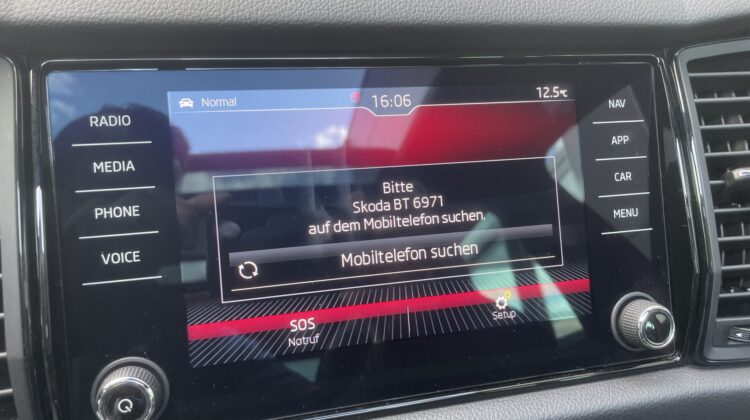 Normal
16:06
12.5°C
RADIO
MEDIA
PHONE
VOICE
Bitte
Skoda BT 6971
auf dem Mobiltelefon suchen.
Mobiltelefon suchen
SOS
Notruf
Setup
NAV
APP
CAR
MENU